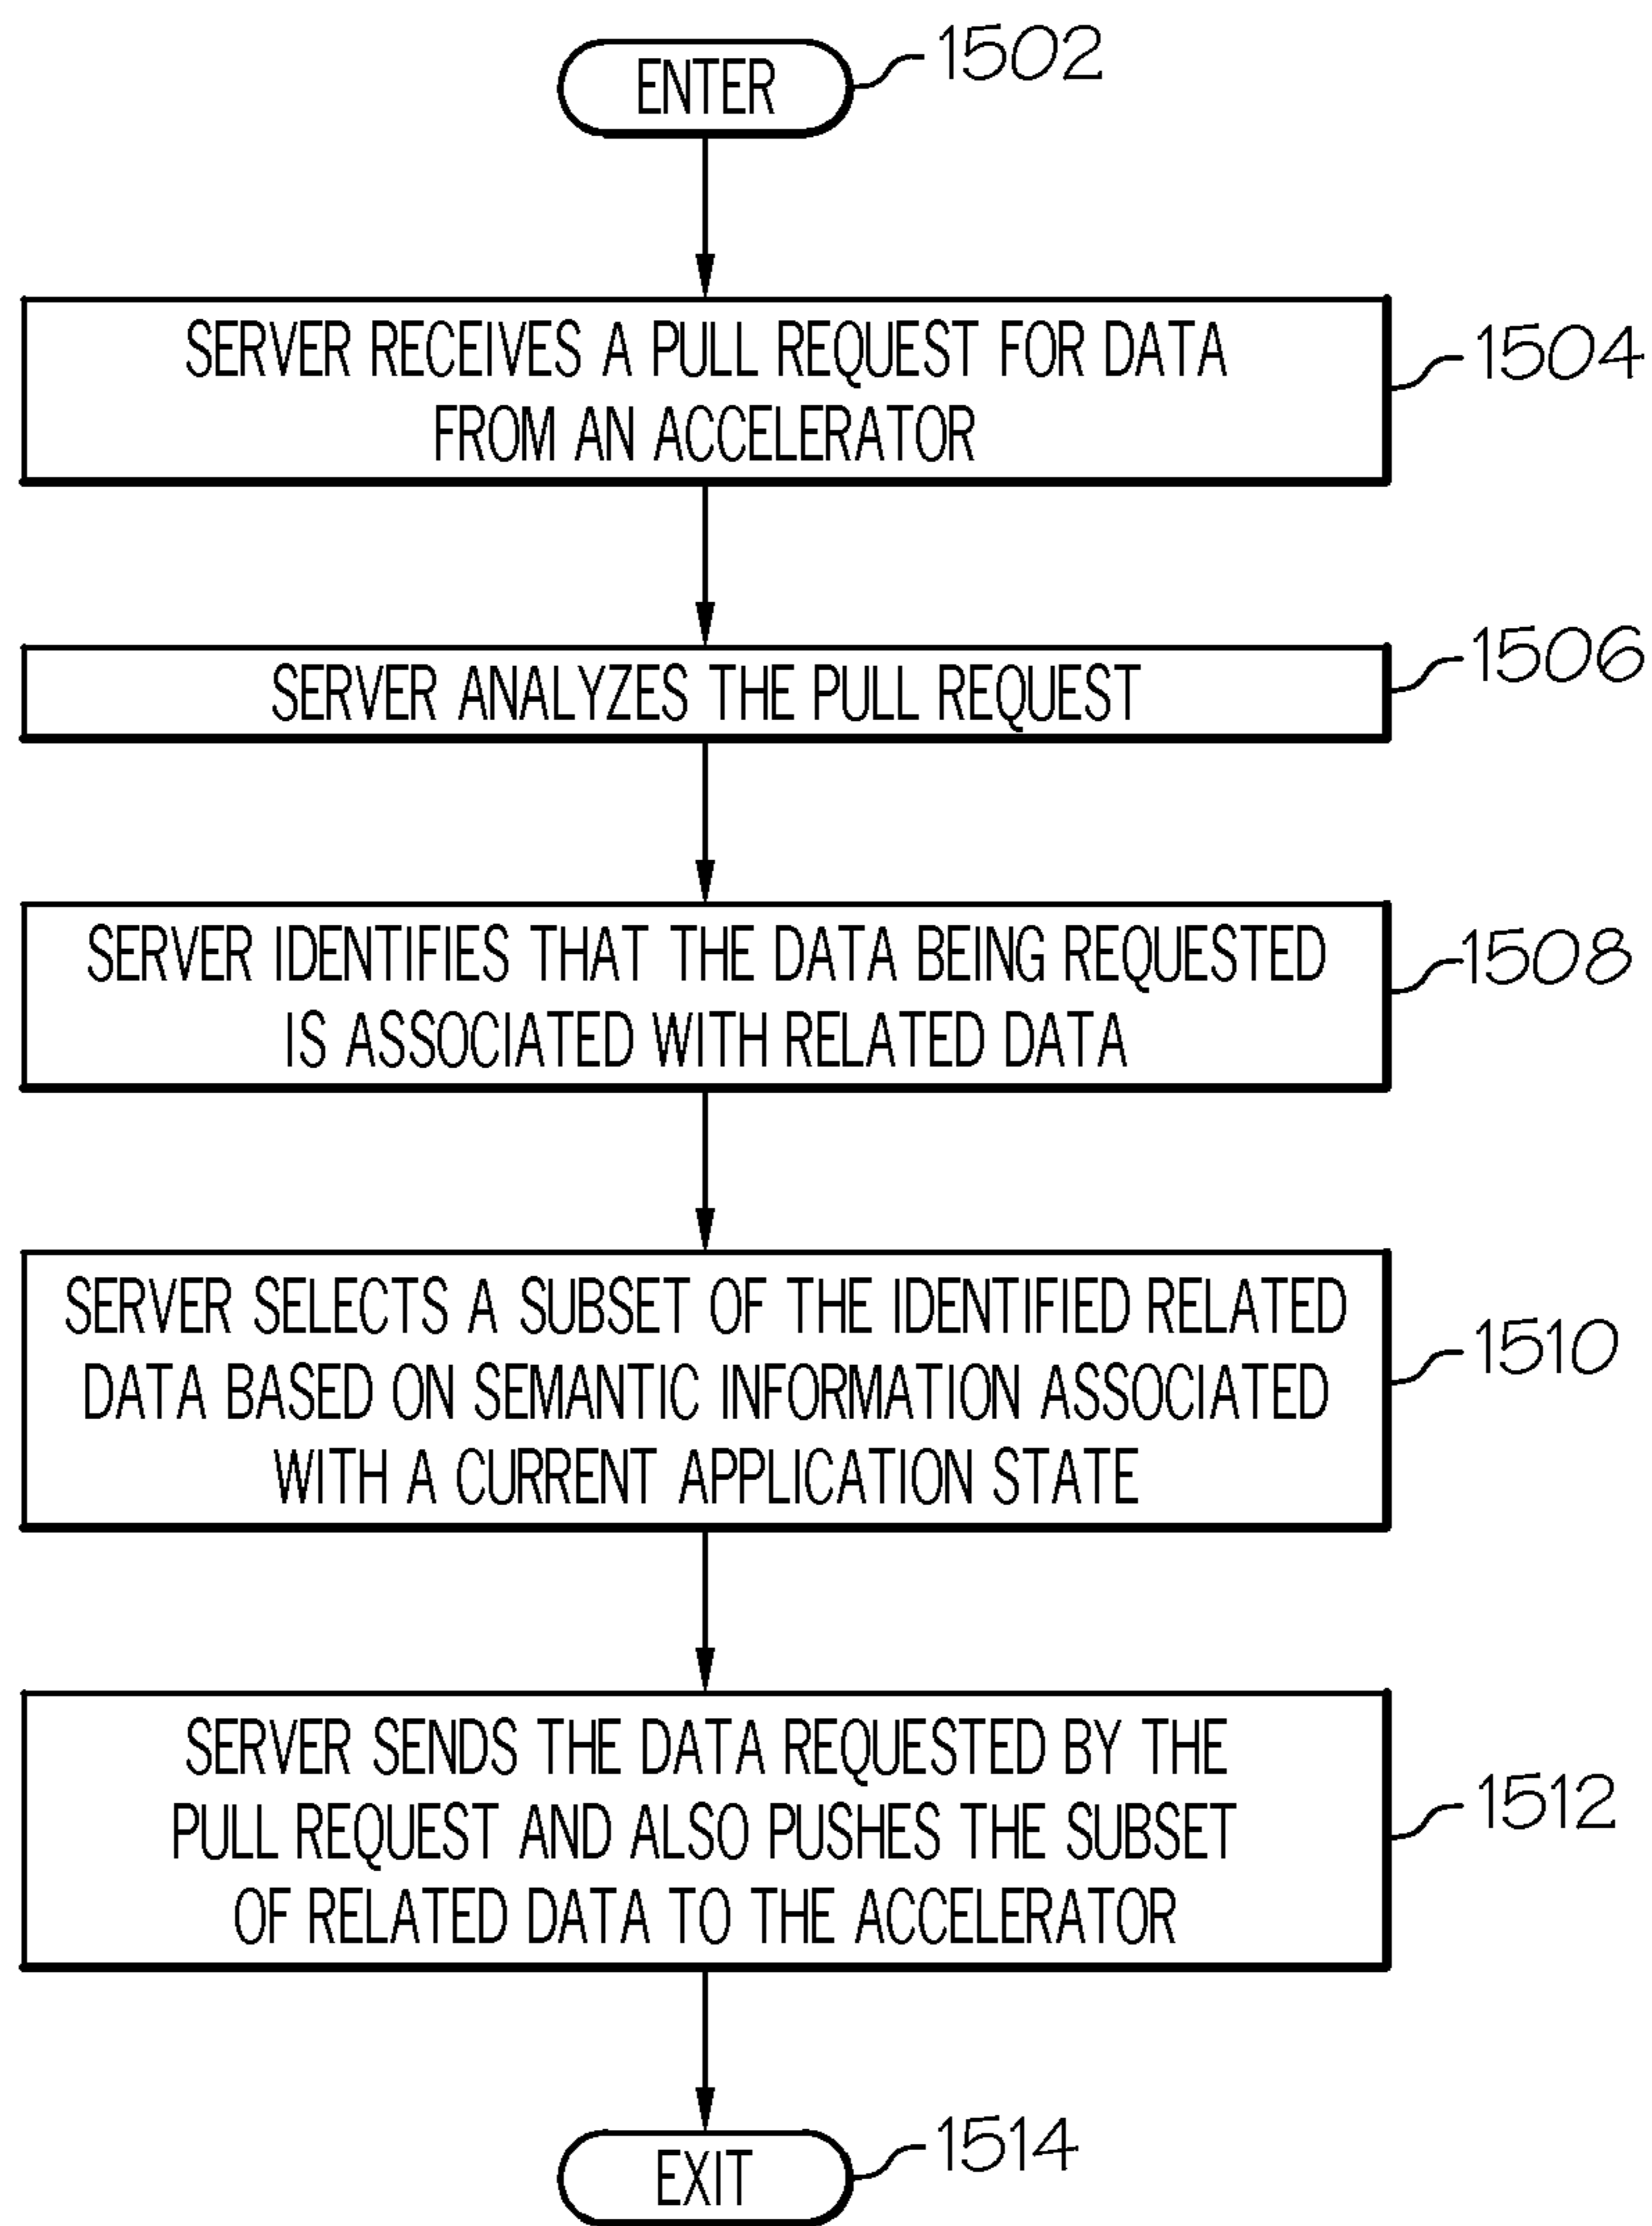 ENTER
1502
SERVER RECEIVES A PULL REQUEST FOR DATA
FROM AN ACCELERATOR
1504
SERVER ANALYZES THE PULL REQUEST
1506
SERVER IDENTIFIES THAT THE DATA BEING REQUESTED
IS ASSOCIATED WITH RELATED DATA
1508
SERVER SELECTS A SUBSET OF THE IDENTIFIED RELATED
DATA BASED ON SEMANTIC INFORMATION ASSOCIATED
WITH A CURRENT APPLICATION STATE
1510
SERVER SENDS THE DATA REQUESTED BY THE
PULL REQUEST AND ALSO PUSHES THE SUBSET
OF RELATED DATA TO THE ACCELERATOR
1512
EXIT
1514